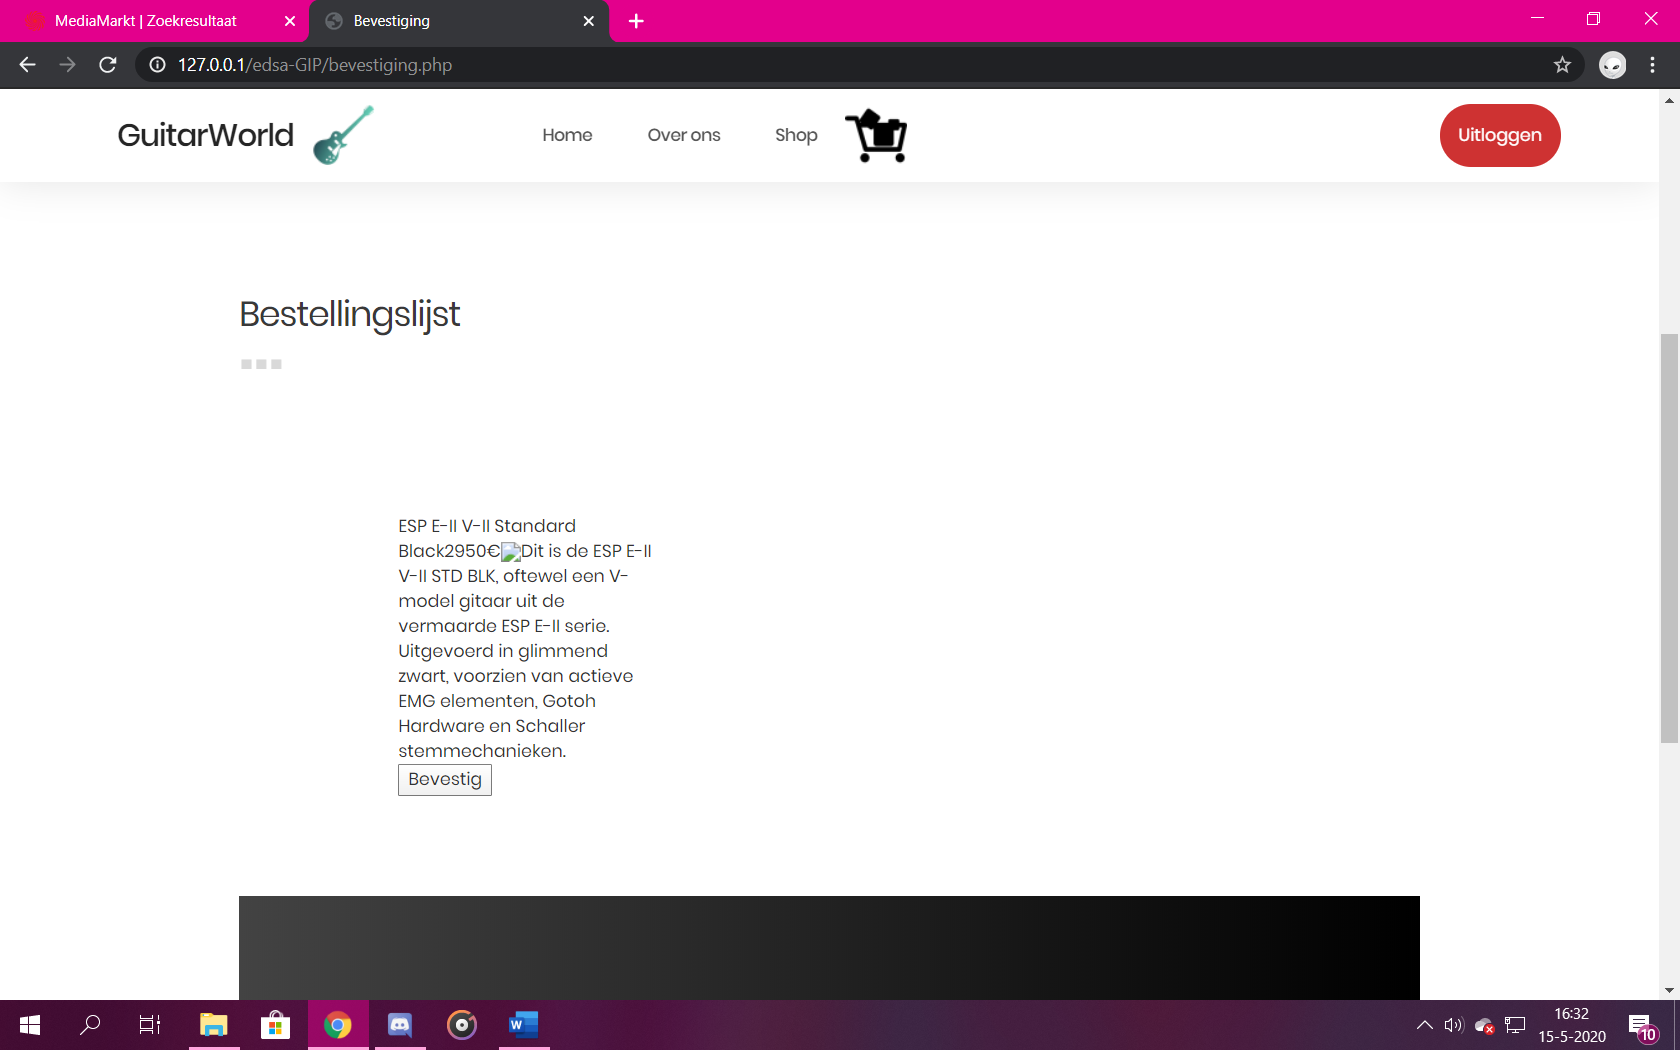 MediaMarkt | Zoekresultaat
Bevestiging
127.0.0.1/edsa-GIP/bevestiging.php
GuitarWorld
Home
Over ons
Shop
Uitloggen
Bestellingslijst
ESP E-II V-II Standard
Black2950€Dit is de ESP E-II
V-II STD BLK, oftewel een V-
model gitaar uit de
vermaarde ESP E-II serie.
Uitgevoerd in glimmend
zwart, voorzien van actieve
EMG elementen, Gotoh
Hardware en Schaller
stemmechanieken.
Bevestig
W
16:32
15-5-2020
10